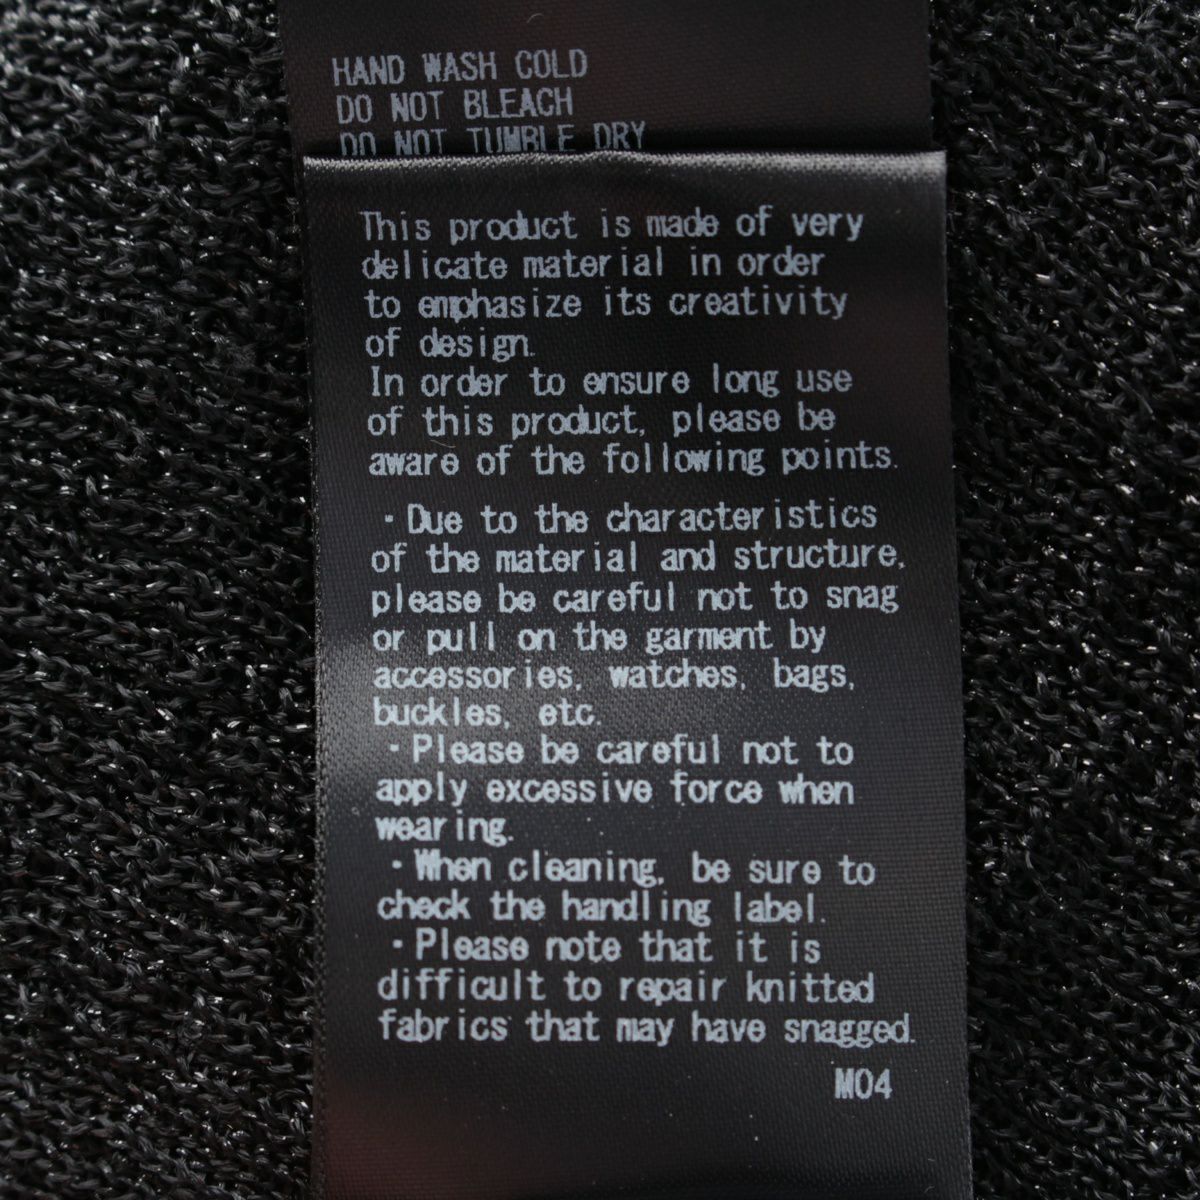 HAND WASH COLD
DO NOT BLEACH
DO NOT TUMBLE DRY
This product is made of very
delicate material in order
to emphasize its creativity
of design.
In order to ensure long use
of this product, please be
aware of the following points.
・Due to the characteristics
of the material and structure,
please be careful not to snag
or pull on the garment by
accessories, watches, bags,
buckles, etc.
・Please be careful not to
apply excessive force when
wearing.
・When cleaning, be sure to
check the handling label.
・Please note that it is
difficult to repair knitted
fabrics that may have snagged.
M04